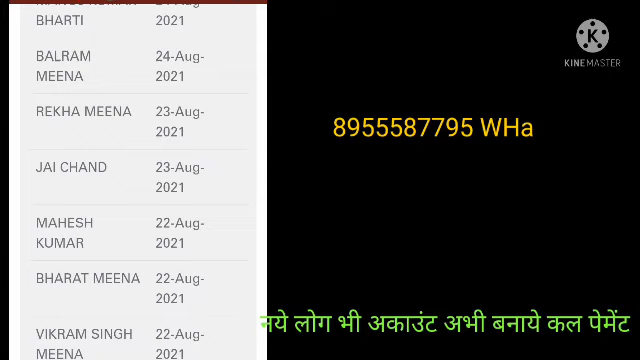 BHARTI
2021
BALRAM
MEENA
24-Aug-
2021
REKHA MEENA
23-Aug-
2021
JAI CHAND
23-Aug-
2021
MAHESH
KUMAR
22-Aug-
2021
BHARAT MEENA
22-Aug-
2021
VIKRAM SINGH
MEENA
22-Aug-
2021
KINEMASTER
8955587795 WHa
नये लोग भी अकाउंट अभी बनाये कल पेमेंट